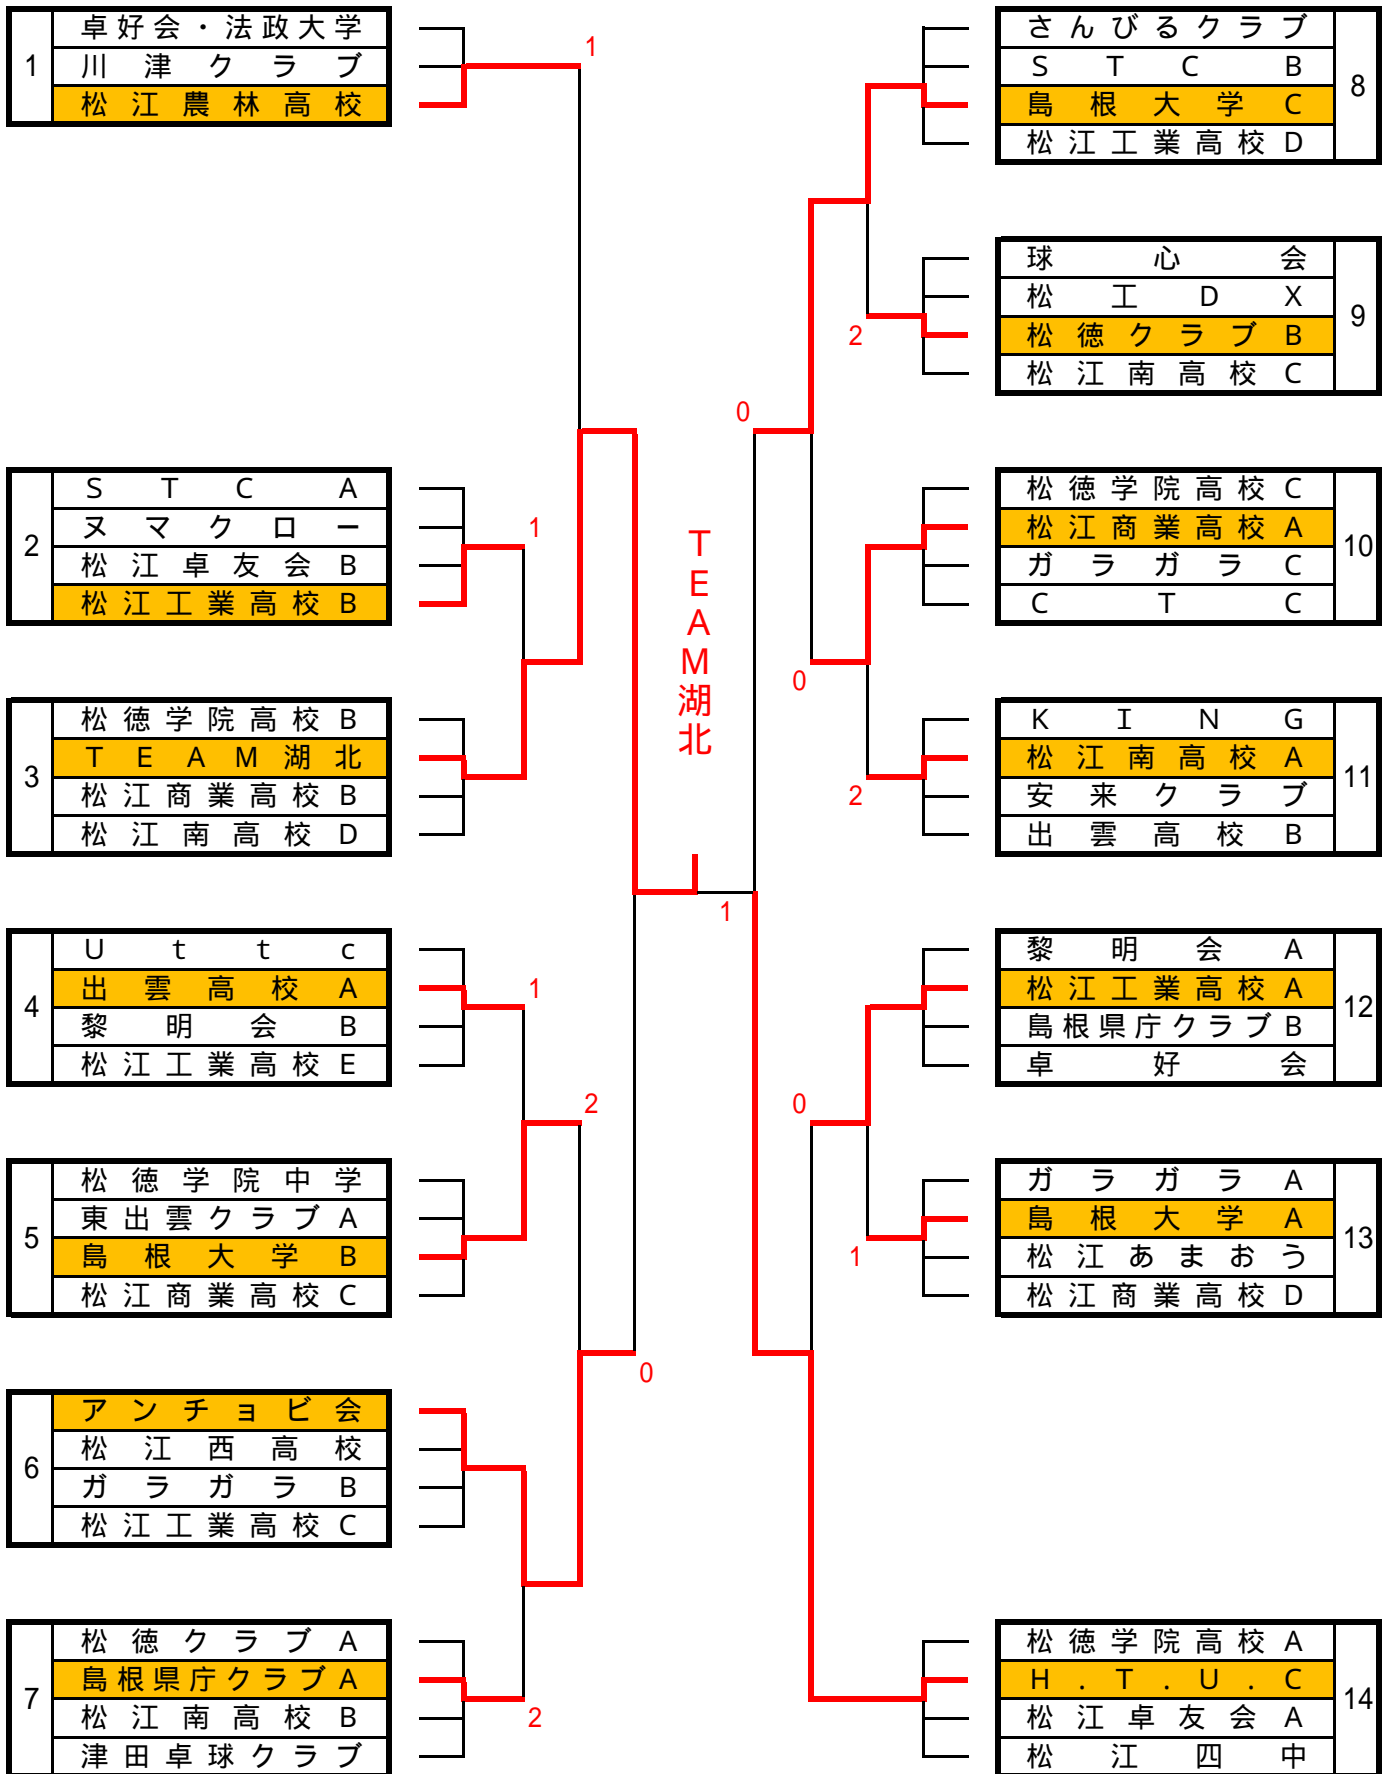 1
卓好会・法政大学
川津クラブ
松江農林高校
1
2
STC A
ヌマクロー
松江卓友会B
松江工業高校B
1
3
松徳学院高校B
TEAM湖北
松江商業高校B
松江南高校D
4
Uttc
出雲高校A
黎明会B
松江工業高校E
1
2
5
松徳学院中学
東出雲クラブA
島根大学B
松江商業高校C
6
アンチョビ会
松江西高校
ガラガラB
松江工業高校C
0
7
松徳クラブA
島根県庁クラブA
松江南高校B
津田卓球クラブ
2
TEAM湖北
1
さんびるクラブ
STC B
島根大学C
松江工業高校D
8
球心会
松工DX
松徳クラブB
松江南高校C
9
2
0
松徳学院高校C
松江商業高校A
ガラガラC
CTC
10
0
KING
松江南高校A
安来クラブ
出雲高校B
11
2
黎明会A
松江工業高校A
島根県庁クラブB
卓好会
12
0
ガラガラA
島根大学A
松江あまおう
松江商業高校D
13
1
松徳学院高校A
H.T.U.C
松江卓友会A
松江四中
14